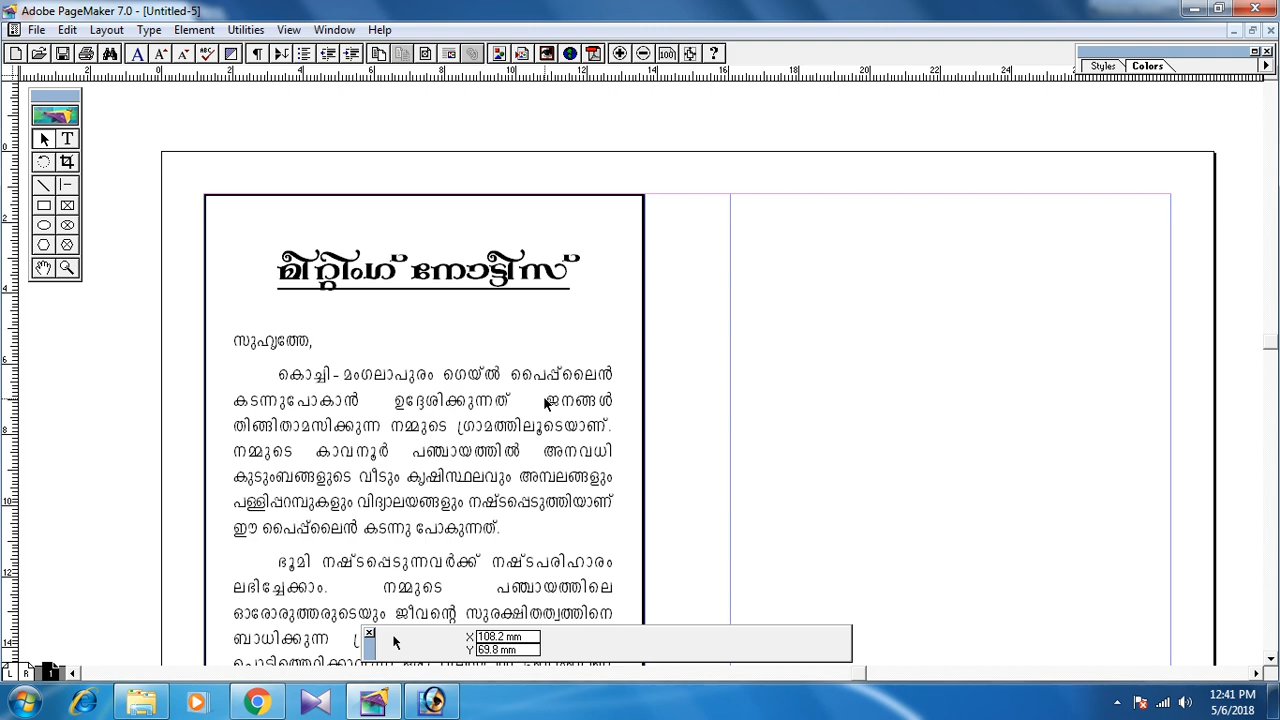 Adobe PageMaker 7.0 - [Untitled-5]
File Edit Layout Type Element Utilities View Window Help
Styles Colors
മീറ്റിംഗ് നോട്ടീസ്
സുഹൃത്തേ,
കൊച്ചി-മംഗലാപുരം ഗെയ്ൽ പൈപ്പ്ലൈൻ
കടന്നുപോകാൻ ഉദ്ദേശിക്കുന്നത് ജനങ്ങൾ
തിങ്ങിതാമസിക്കുന്ന നമ്മുടെ ഗ്രാമത്തിലൂടെയാണ്.
നമ്മുടെ കാവനൂർ പഞ്ചായത്തിൽ അനവധി
കുടുംബങ്ങളുടെ വീടും കൃഷിസ്ഥലവും അമ്പലങ്ങളും
പള്ളിപ്പറമ്പുകളും വിദ്യാലയങ്ങളും നഷ്ടപ്പെടുത്തിയാണ്
ഈ പൈപ്പ്ലൈൻ കടന്നു പോകുന്നത്.
ഭൂമി നഷ്ടപ്പെടുന്നവർക്ക് നഷ്ടപരിഹാരം
ലഭിച്ചേക്കാം. നമ്മുടെ പഞ്ചായത്തിലെ
ഓരോരുത്തരുടെയും ജീവന്റെ സുരക്ഷിതത്വത്തിനെ
ബാധിക്കുന്ന
X 108.2 mm
Y 69.8 mm
L R 1
12:41 PM
5/6/2018